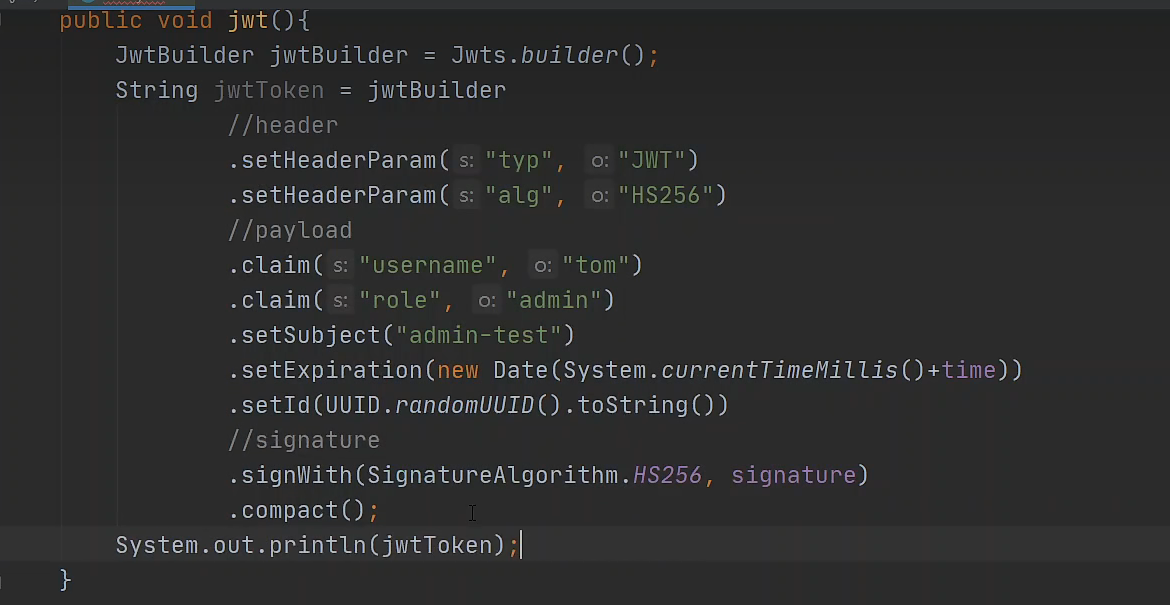 public void jwt(){
JwtBuilder jwtBuilder = Jwts.builder();
String jwtToken = jwtBuilder
//header
.setHeaderParam( s: "typ", o: "JWT")
.setHeaderParam( s: "alg", o: "HS256")
//payload
.claim( s: "username", o: "tom")
.claim( s: "role", o: "admin")
.setSubject("admin-test")
.setExpiration(new Date(System.currentTimeMillis()+time))
.setId(UUID.randomUUID().toString())
//signature
.signWith(SignatureAlgorithm.HS256, signature)
.compact();
System.out.println(jwtToken);
}